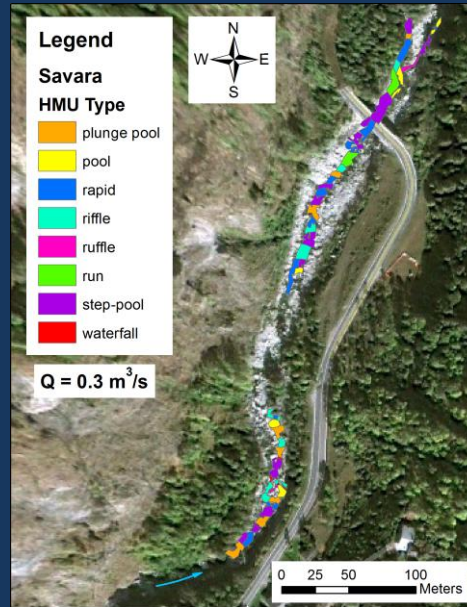 Legend
Savara
HMU Type
plunge pool
pool
rapid
riffle
ruffle
run
step-pool
waterfall
Q = 0.3 m³/s
N
W E
S
0 25 50 100
Meters